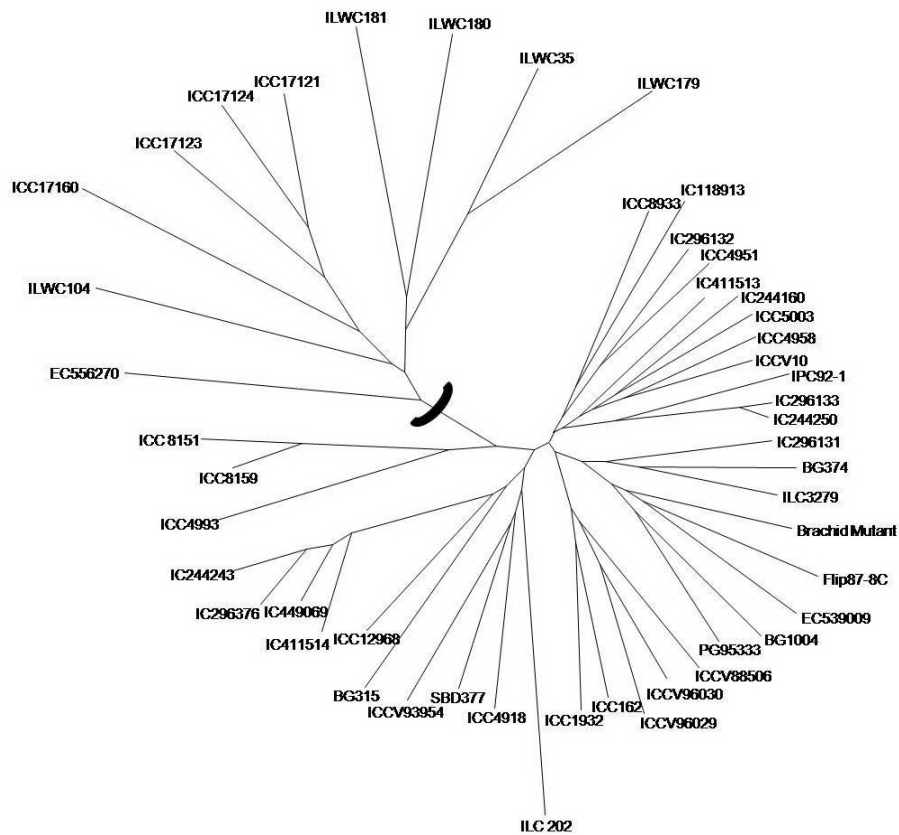 ILWC181
ILWC180
ILWC35
ILWC179
ICC17121
ICC17124
ICC17123
ICC17160
ILWC104
EC556270
ICC 8151
ICC8159
ICC4993
IC244243
IC296376
IC449069
IC411514
ICC12968
BG315
ICCV93954
SBD377
ICC4918
ILC 202
ICC1932
ICC162
ICCV96029
ICCV96030
ICCV88506
PG95333
BG1004
EC539009
Flip87-8C
Brachid Mutant
ILC3279
BG374
IC296131
IC244250
IC296133
IPC92-1
ICCV10
ICC4958
ICC5003
IC244160
IC411513
ICC4951
IC296132
ICC8933
IC118913